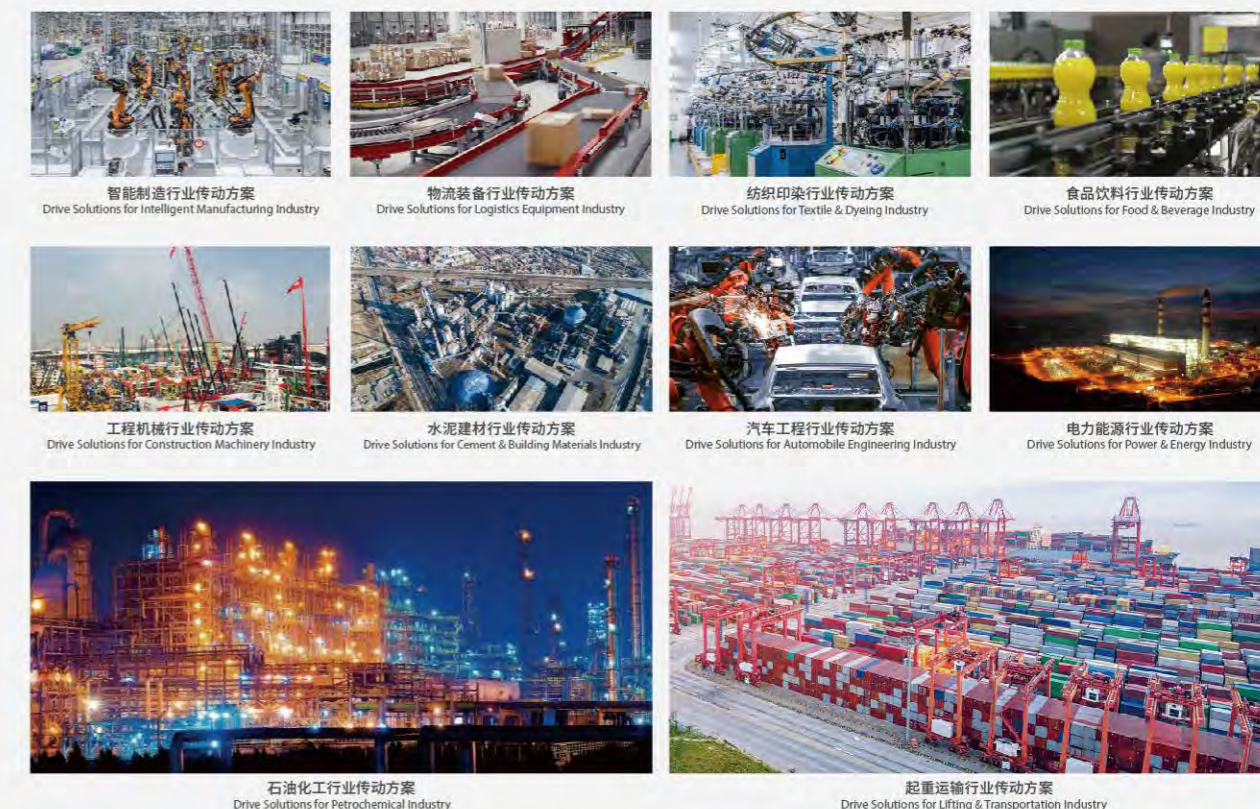 智能制造行业传动方案
Drive Solutions for Intelligent Manufacturing Industry
物流装备行业传动方案
Drive Solutions for Logistics Equipment Industry
纺织印染行业传动方案
Drive Solutions for Textile & Dyeing Industry
食品饮料行业传动方案
Drive Solutions for Food & Beverage Industry
工程机械行业传动方案
Drive Solutions for Construction Machinery Industry
水泥建材行业传动方案
Drive Solutions for Cement & Building Materials Industry
汽车工程行业传动方案
Drive Solutions for Automobile Engineering Industry
电力能源行业传动方案
Drive Solutions for Power & Energy Industry
石油化工行业传动方案
Drive Solutions for Petrochemical Industry
起重运输行业传动方案
Drive Solutions for Lifting & Transportation Industry